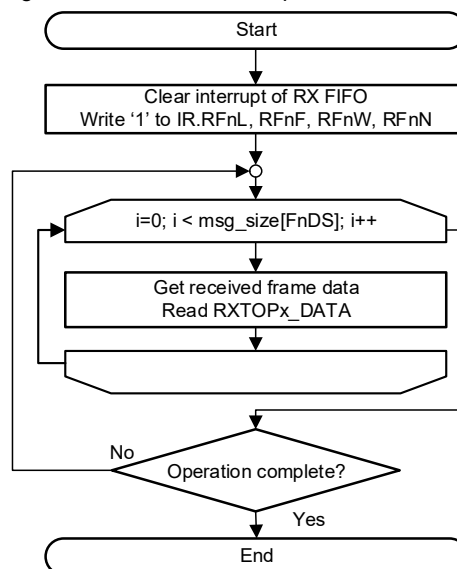 Start
Clear interrupt of RX FIFO
Write ‘1’ to IR.RFnL, RFnF, RFnW, RFnN
i=0; i < msg_size[FnDS]; i++
Get received frame data
Read RXTOPx_DATA
No
Operation complete?
Yes
End